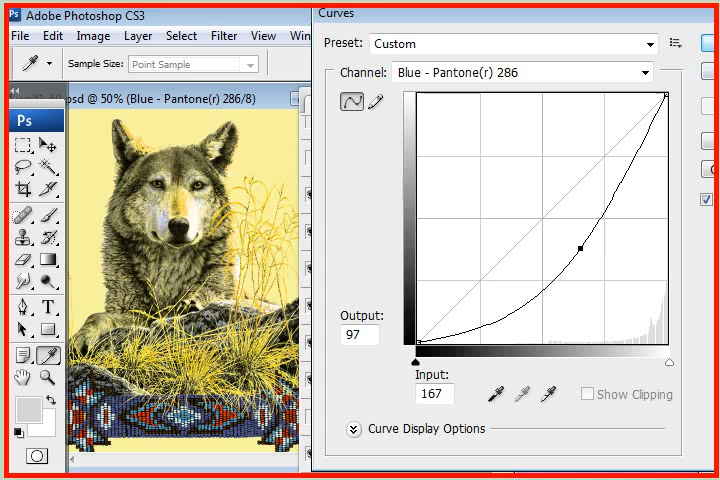 Ps Adobe Photoshop CS3
File Edit Image Layer Select Filter View Win
Sample Size: Point Sample
.psd @ 50% (Blue - Pantone(r) 286/8)
Ps
T
Curves
Preset: Custom
Channel: Blue - Pantone(r) 286
Output:
97
Input:
167
Show Clipping
Curve Display Options